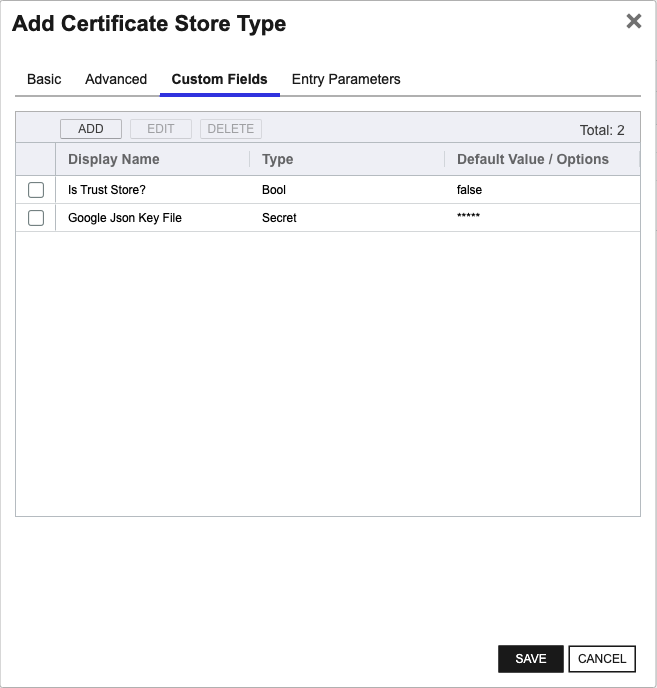 Add Certificate Store Type
Basic Advanced Custom Fields Entry Parameters
ADD EDIT DELETE Total: 2
Display Name Type Default Value / Options
Is Trust Store? Bool false
Google Json Key File Secret *****
SAVE CANCEL